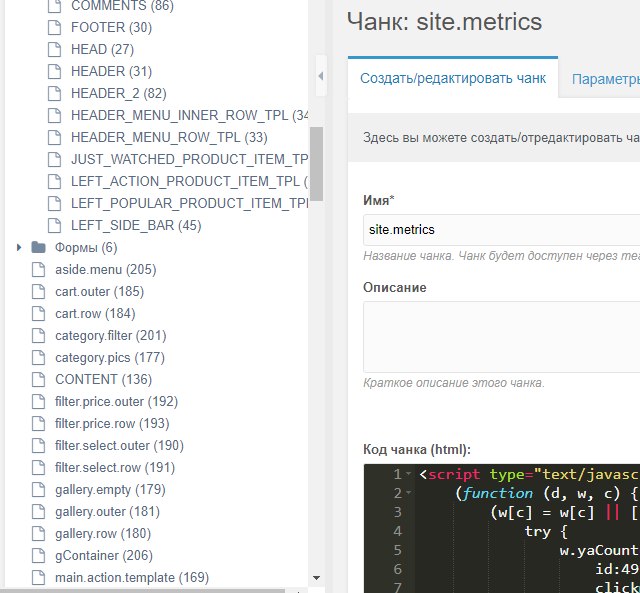 COMMENTS (86)
FOOTER (30)
HEAD (27)
HEADER (31)
HEADER_2 (82)
HEADER_MENU_INNER_ROW_TPL (34
HEADER_MENU_ROW_TPL (33)
JUST_WATCHED_PRODUCT_ITEM_TP
LEFT_ACTION_PRODUCT_ITEM_TPL (
LEFT_POPULAR_PRODUCT_ITEM_TPL
LEFT_SIDE_BAR (45)
Формы (6)
aside.menu (205)
cart.outer (185)
cart.row (184)
category.filter (201)
category.pics (177)
CONTENT (136)
filter.price.outer (192)
filter.price.row (193)
filter.select.outer (190)
filter.select.row (191)
gallery.empty (179)
gallery.outer (181)
gallery.row (180)
gContainer (206)
main.action.template (169)
Чанк: site.metrics
Создать/редактировать чанк
Параметры
Здесь вы можете создать/отредактировать ча
Имя*
site.metrics
Название чанка. Чанк будет доступен через
Описание
Краткое описание этого чанка.
Код чанка (html):
1 <script type="text/javasc
2 (function (d, w, c) {
3 (w[c] = w[c] || [
4 try {
5 w.yaCount
6 id:49
7 click